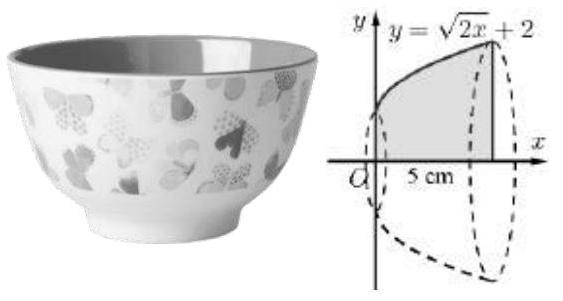 y
y = √2x + 2
x
O
5 cm